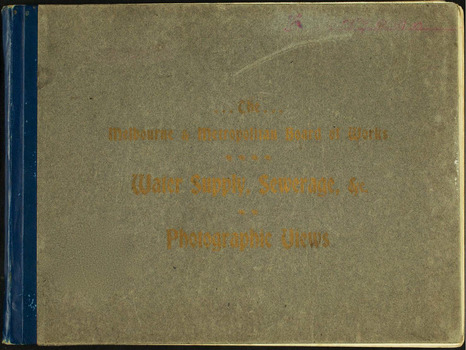 . . The . .
Melbourne & Metropolitan Board of Works
Water Supply, Sewerage, &c.
Photographic Views.